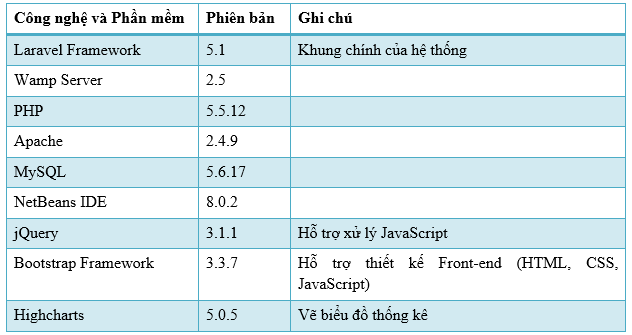 Công nghệ và Phần mềm Phiên bản Ghi chú
Laravel Framework 5.1 Khung chính của hệ thống
Wamp Server 2.5
PHP 5.5.12
Apache 2.4.9
MySQL 5.6.17
NetBeans IDE 8.0.2
jQuery 3.1.1 Hỗ trợ xử lý JavaScript
Bootstrap Framework 3.3.7 Hỗ trợ thiết kế Front-end (HTML, CSS,
JavaScript)
Highcharts 5.0.5 Vẽ biểu đồ thống kê